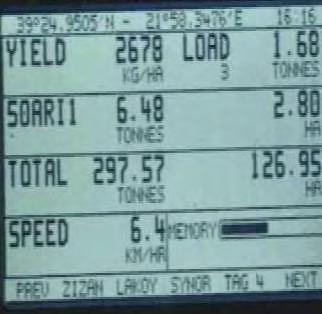 39°24.9505'N - 21°58.3476'E 16:16
YIELD 2678 LOAD 1.68
KG/HA 3 TONNES
SOARI1 6.48 2.80
TONNES HA
TOTAL 297.57 126.95
TONNES HA
SPEED 6.4 MEMORY
KM/HR
PREV ZIZAN LAKOY SYNOR TAG 4 NEXT